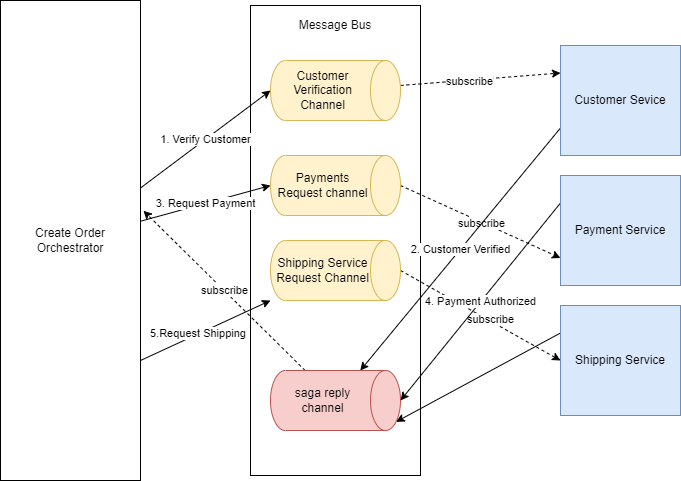 Message Bus
Customer
Verification
Channel
subscribe
Customer Sevice
1. Verify Customer
Payments
Request channel
3. Request Payment
subscribe
Payment Service
Create Order
Orchestrator
2. Customer Verified
Shipping Service
Request Channel
subscribe
4. Payment Authorized
subscribe
5.Request Shipping
Shipping Service
saga reply
channel